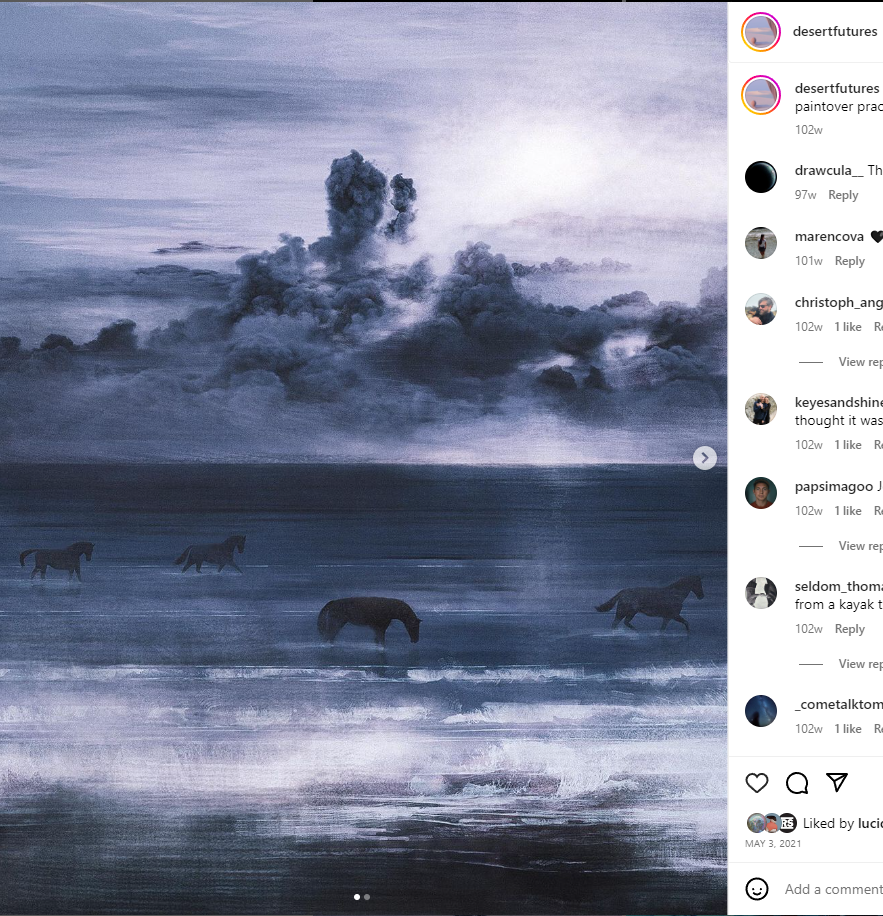 desertfutures
desertfutures
paintover prac
102w
drawcula__ Th
97w Reply
marencova 🖤
101w Reply
christoph_ang
102w 1 like Re
View rep
keyesandshine
thought it was
102w 1 like Re
papsimagoo J
102w 1 like Re
View rep
seldom_thoma
from a kayak t
102w Reply
View rep
_cometalktom
102w 1 like Re
Liked by lucid
MAY 3, 2021
Add a comment